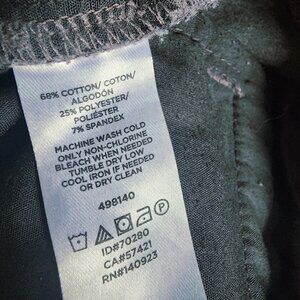 68% COTTON/ COTON/
ALGODÓN
25% POLYESTER/
POLIÉSTER
7% SPANDEX
MACHINE WASH COLD
ONLY NON-CHLORINE
BLEACH WHEN NEEDED
TUMBLE DRY LOW
COOL IRON IF NEEDED
OR DRY CLEAN
498140
ID#70280
CA#57421
RN#140923